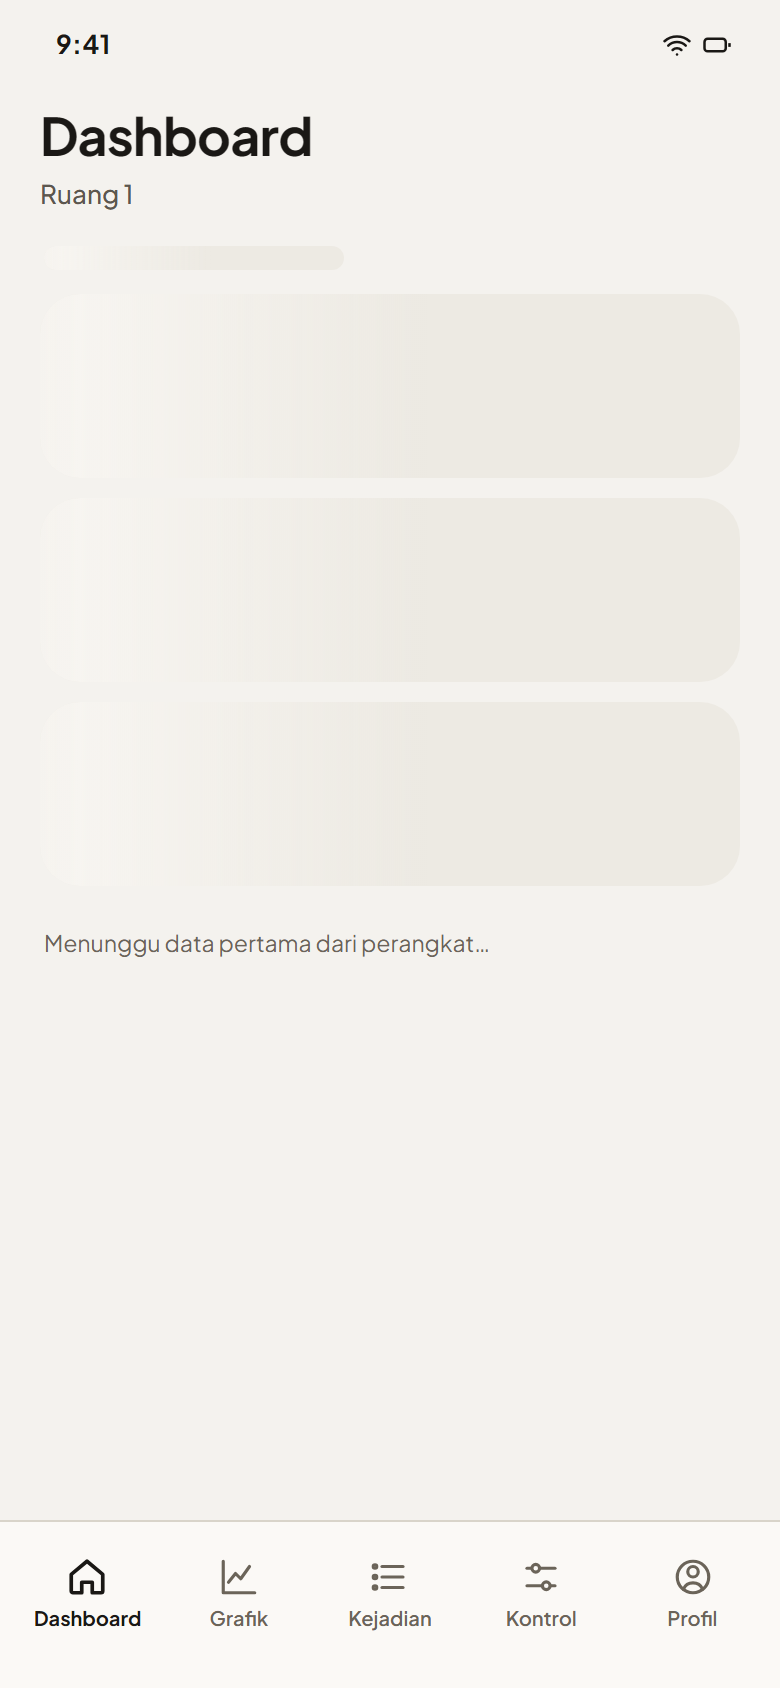 9:41
Dashboard
Ruang 1
Menunggu data pertama dari perangkat…
Dashboard
Grafik
Kejadian
Kontrol
Profil